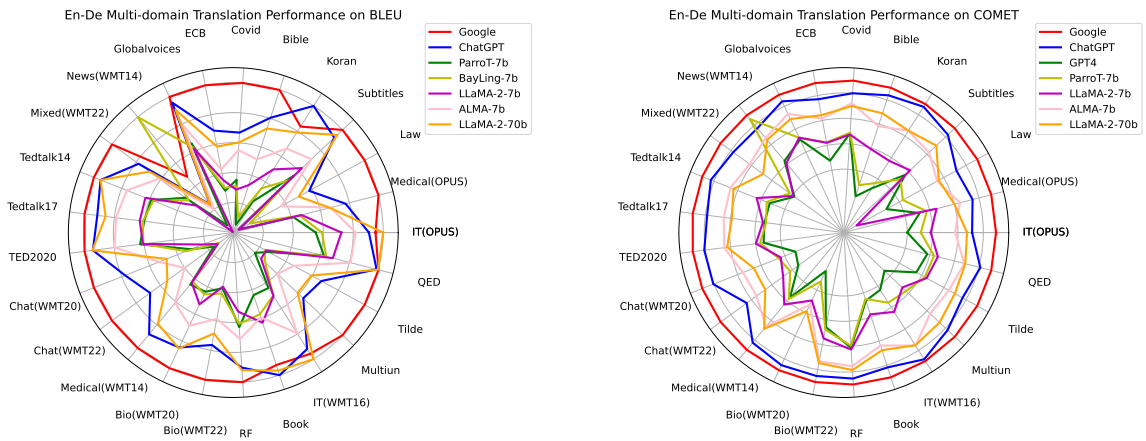 En-De Multi-domain Translation Performance on BLEU
Google
ChatGPT
ParroT-7b
BayLing-7b
LLaMA-2-7b
ALMA-7b
LLaMA-2-70b
IT(OPUS)
Medical(OPUS)
Law
Subtitles
Koran
Bible
Covid
ECB
Globalvoices
News(WMT14)
Mixed(WMT22)
Tedtalk14
Tedtalk17
TED2020
Chat(WMT20)
Chat(WMT22)
Medical(WMT14)
Bio(WMT20)
Bio(WMT22)
RF
Book
IT(WMT16)
Multiun
Tilde
QED
En-De Multi-domain Translation Performance on COMET
Google
ChatGPT
GPT4
ParroT-7b
LLaMA-2-7b
ALMA-7b
LLaMA-2-70b
IT(OPUS)
Medical(OPUS)
Law
Subtitles
Koran
Bible
Covid
ECB
Globalvoices
News(WMT14)
Mixed(WMT22)
Tedtalk14
Tedtalk17
TED2020
Chat(WMT20)
Chat(WMT22)
Medical(WMT14)
Bio(WMT20)
Bio(WMT22)
RF
Book
IT(WMT16)
Multiun
Tilde
QED